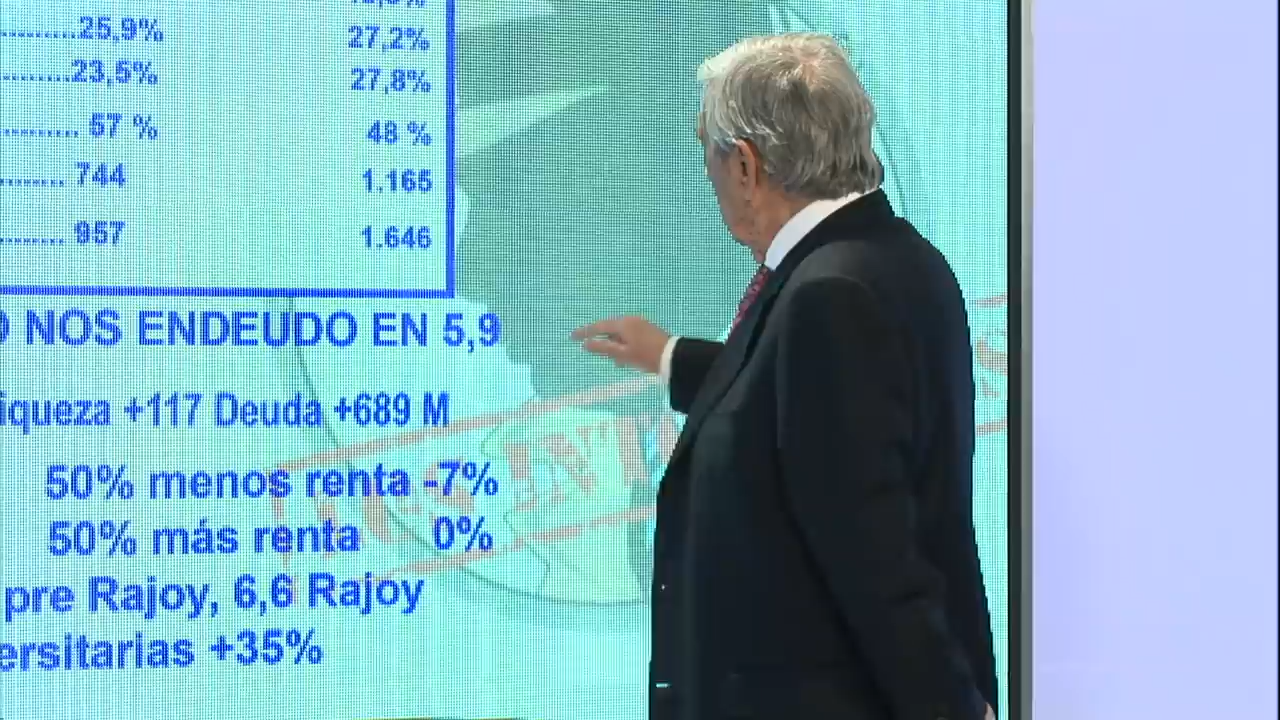 25,9% 27,2%
23,5% 27,8%
57 % 48 %
744 1.165
957 1.646
NOS ENDEUDO EN 5,9
iqueza +117 Deuda +689 M
50% menos renta -7%
50% más renta 0%
pre Rajoy, 6,6 Rajoy
ersitarias +35%